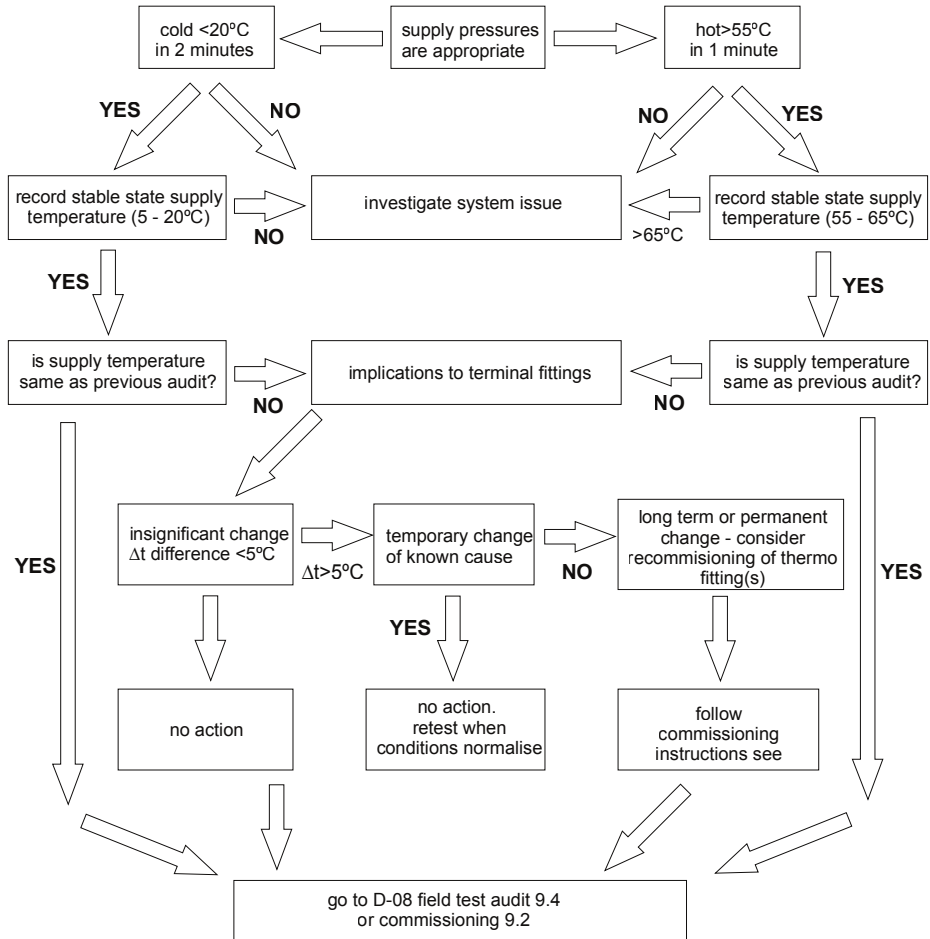 cold <20ºC
in 2 minutes
supply pressures
are appropriate
hot>55ºC
in 1 minute
YES
NO
NO
YES
record stable state supply
temperature (5 - 20ºC)
NO
investigate system issue
>65ºC
record stable state supply
temperature (55 - 65ºC)
YES
YES
is supply temperature
same as previous audit?
NO
implications to terminal fittings
NO
is supply temperature
same as previous audit?
insignificant change
Δt difference <5ºC
Δt>5ºC
temporary change
of known cause
NO
long term or permanent
change - consider
recommisioning of thermo
fitting(s)
YES
YES
YES
no action
no action.
retest when
conditions normalise
follow
commissioning
instructions see
go to D-08 field test audit 9.4
or commissioning 9.2